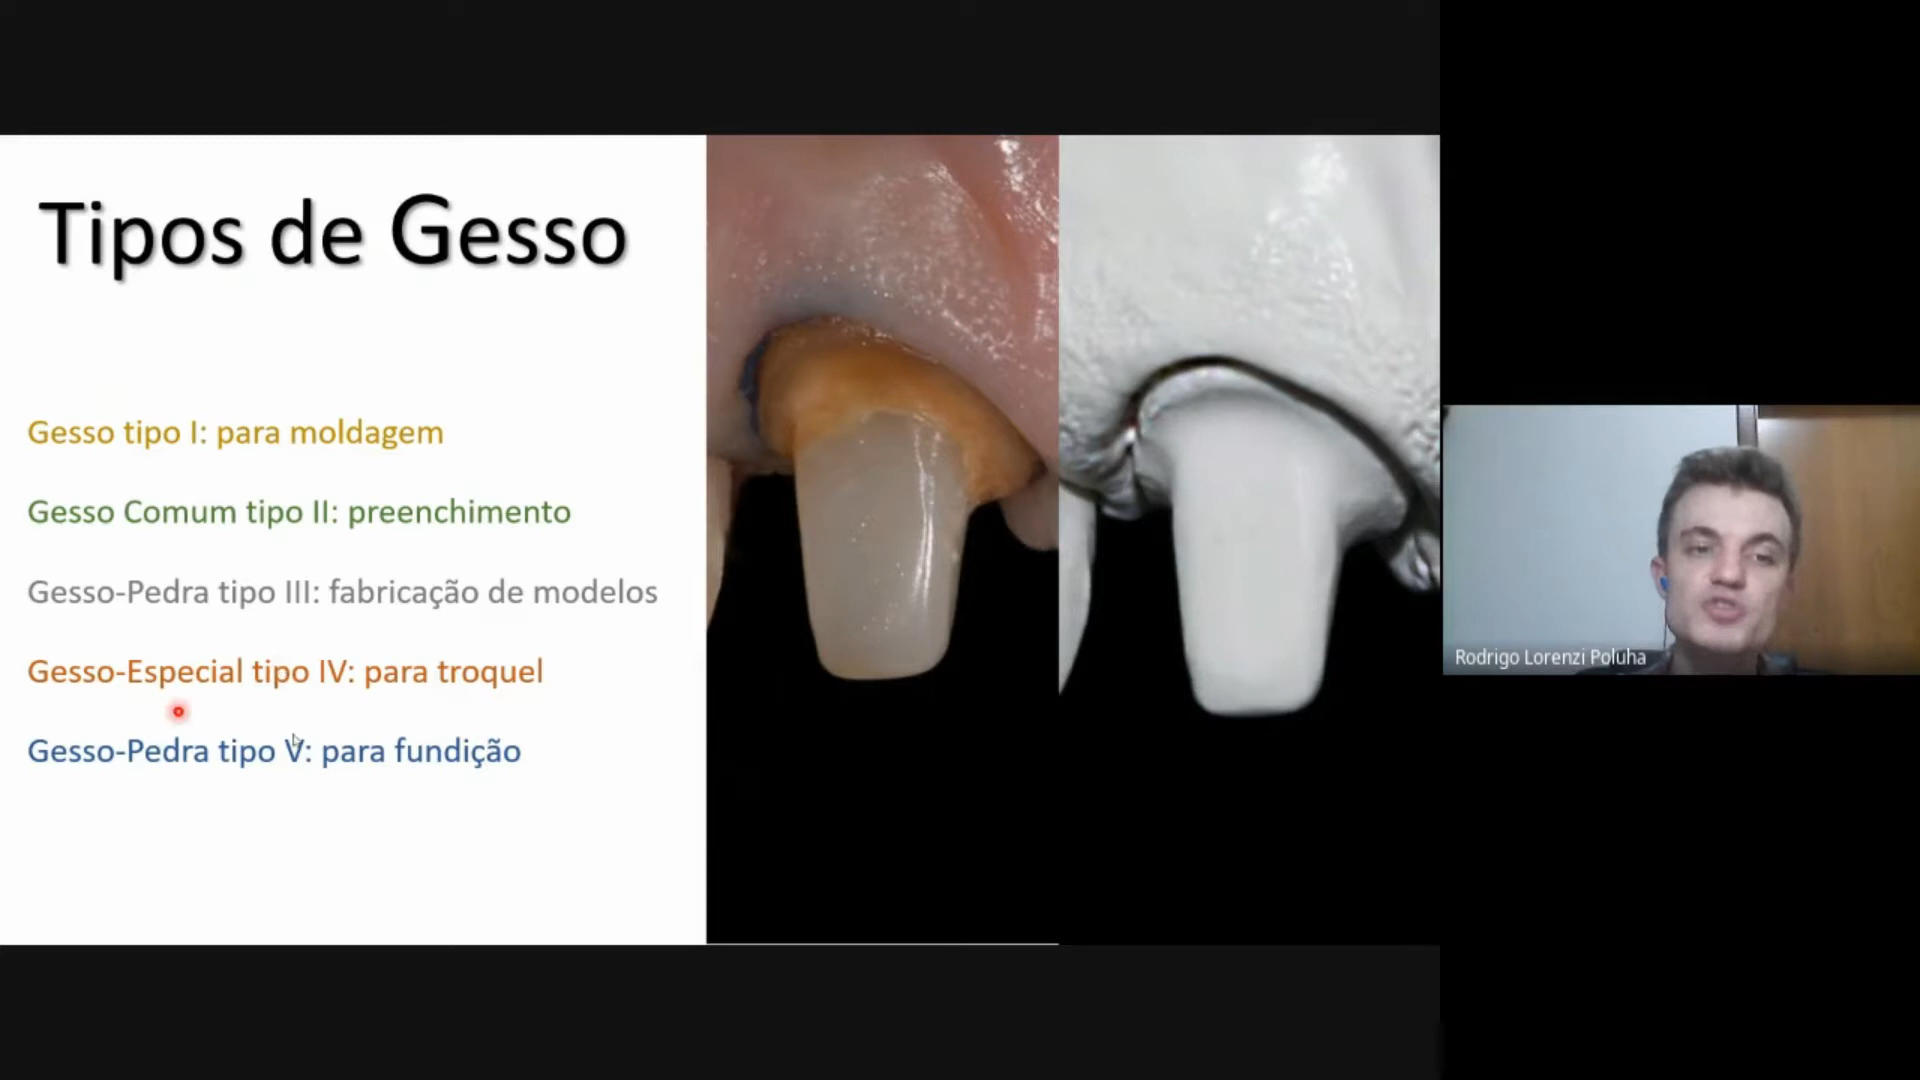 Tipos de Gesso
Gesso tipo I: para moldagem
Gesso Comum tipo II: preenchimento
Gesso-Pedra tipo III: fabricação de modelos
Gesso-Especial tipo IV: para troquel
Gesso-Pedra tipo V: para fundição
Rodrigo Lorenzi Poluha